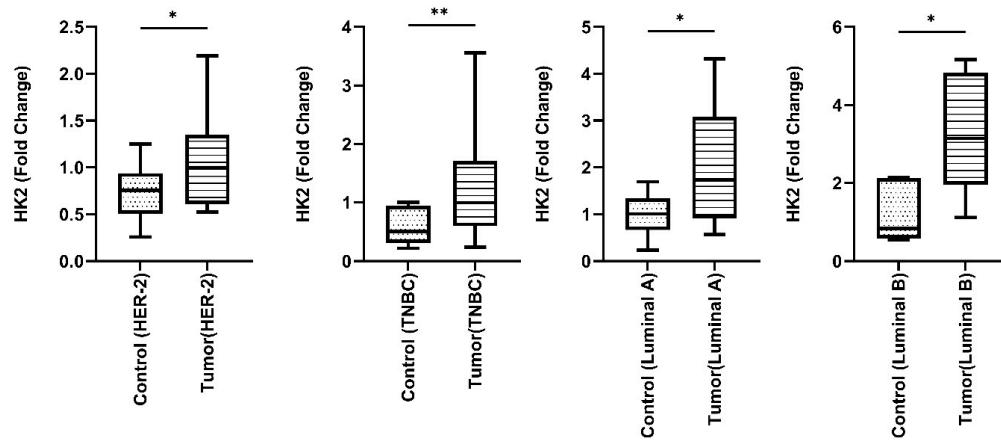 *
2.5
2.0
1.5
1.0
0.5
0.0
HK2 (Fold Change)
Control (HER-2)
Tumor(HER-2)
**
4
3
2
1
0
HK2 (Fold Change)
Control (TNBC)
Tumor(TNBC)
*
5
4
3
2
1
0
HK2 (Fold Change)
Control (Luminal A)
Tumor(Luminal A)
*
6
4
2
0
HK2 (Fold Change)
Control (Luminal B)
Tumor(Luminal B)